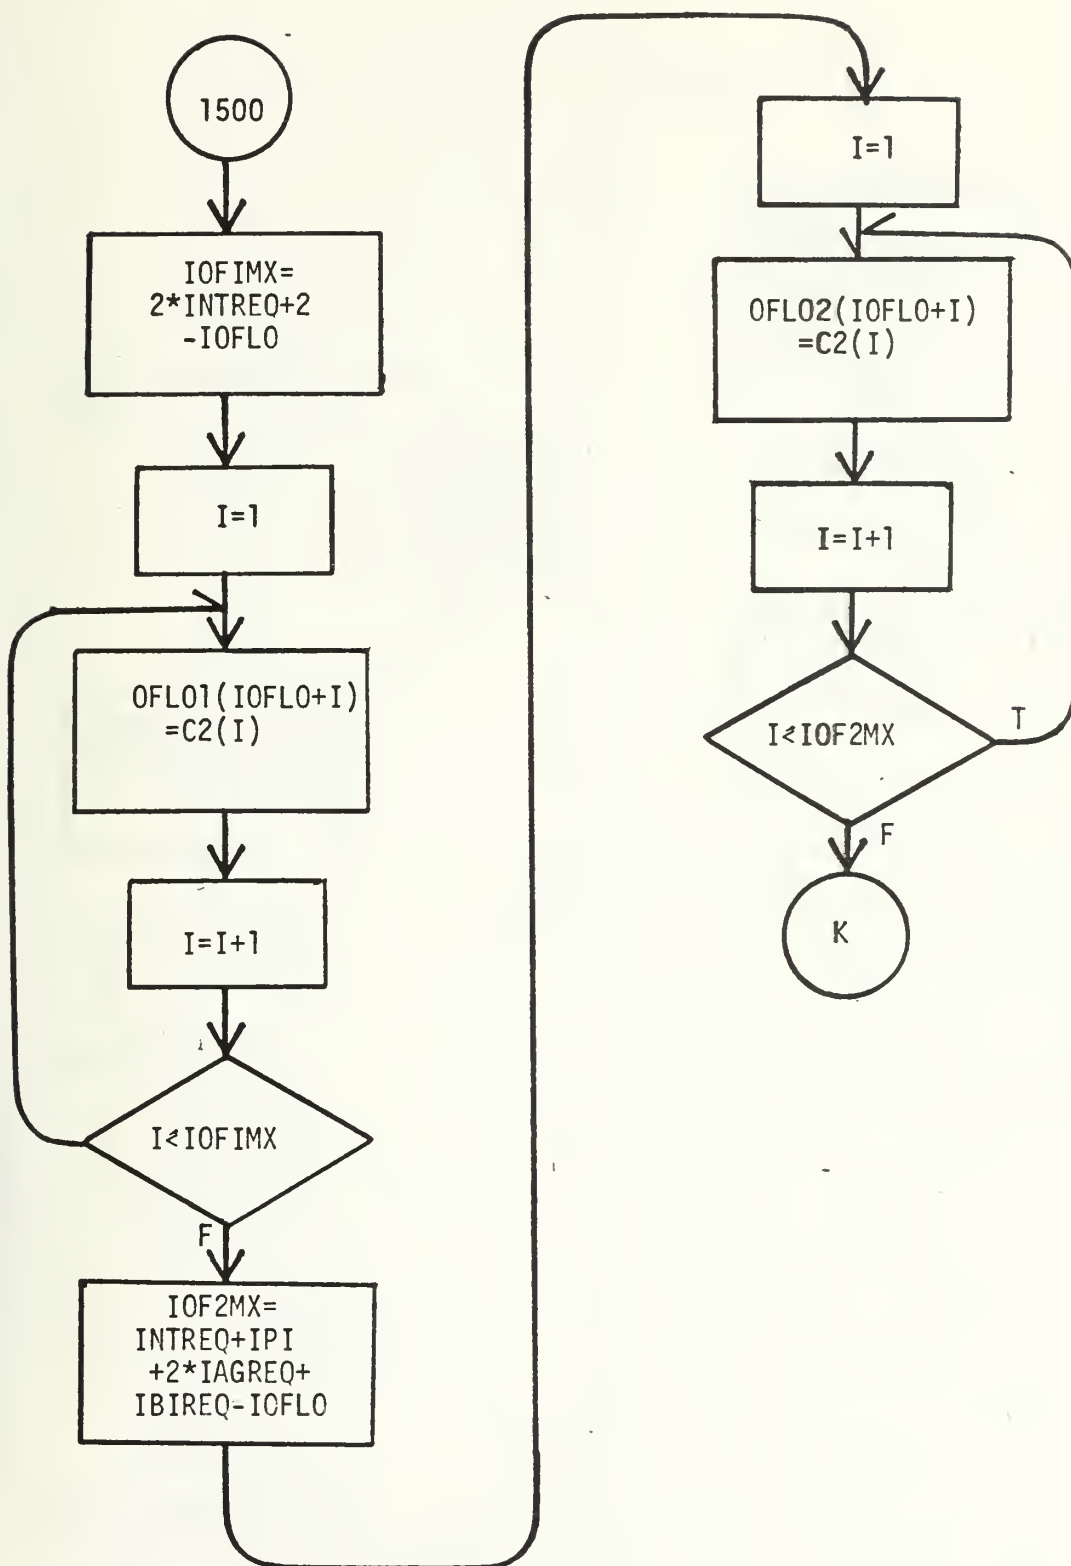 1500
IOFIMX=
2*INTREQ+2
-IOFLO
I=1
OFLO1(IOFLO+I)
=C2(I)
I=I+1
I≤IOFIMX
F
IOF2MX=
INTREQ+IPI
+2*IAGREQ+
IBIREQ-IOFLO
I=1
OFLO2(IOFLO+I)
=C2(I)
I=I+1
I≤IOF2MX
T
F
K